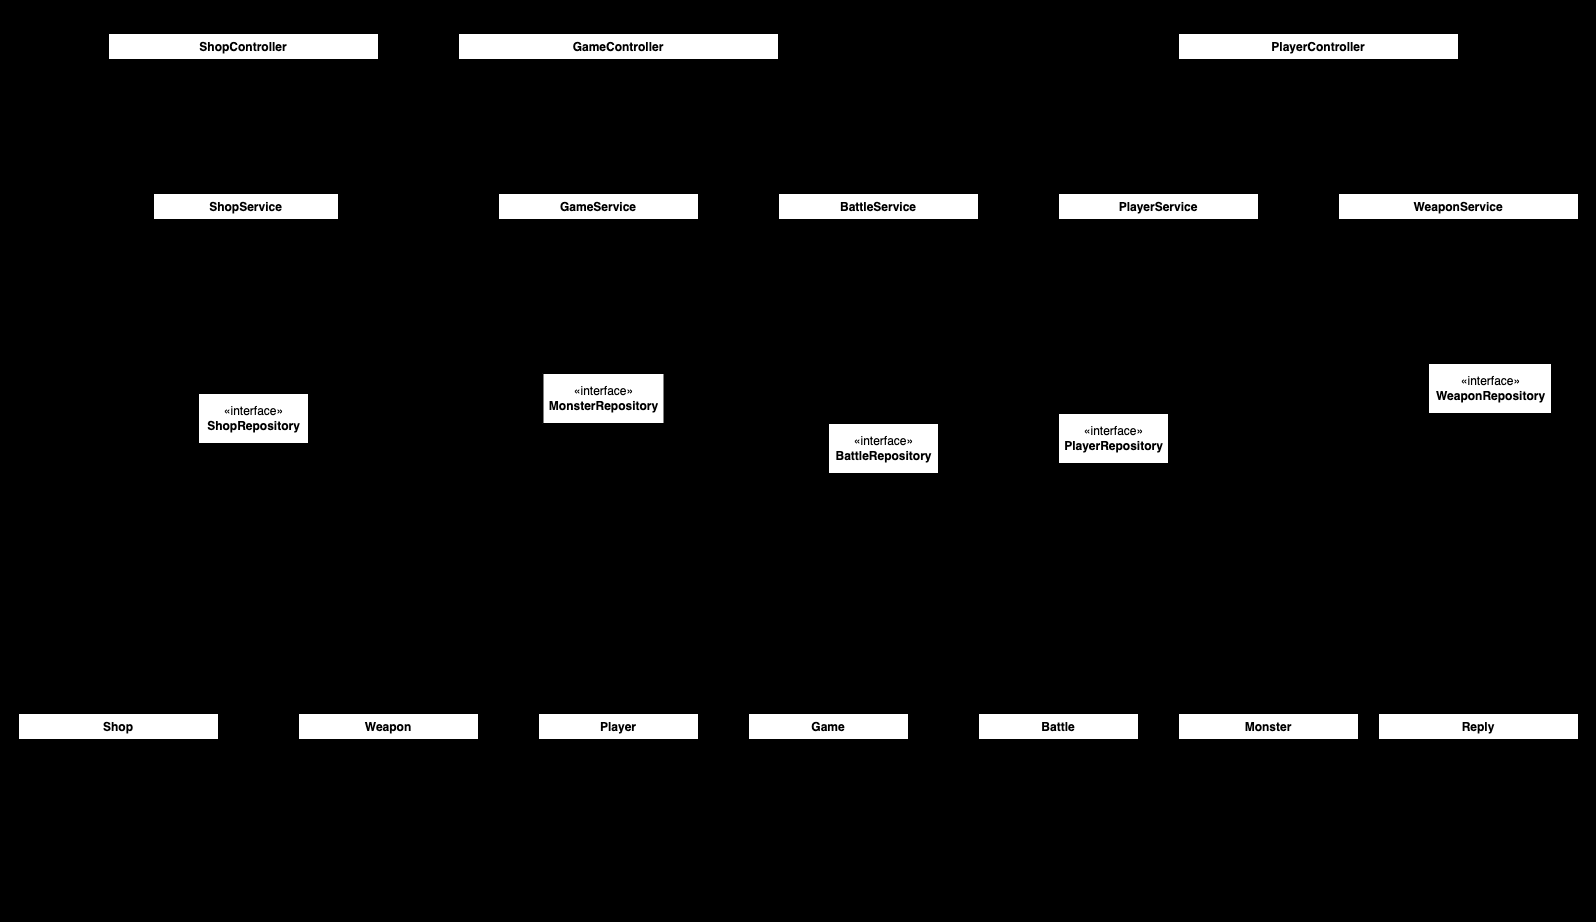 ShopController
GameController
PlayerController
ShopService
GameService
BattleService
PlayerService
WeaponService
«interface»
WeaponRepository
«interface»
MonsterRepository
«interface»
ShopRepository
«interface»
PlayerRepository
«interface»
BattleRepository
Shop
Weapon
Player
Game
Battle
Monster
Reply